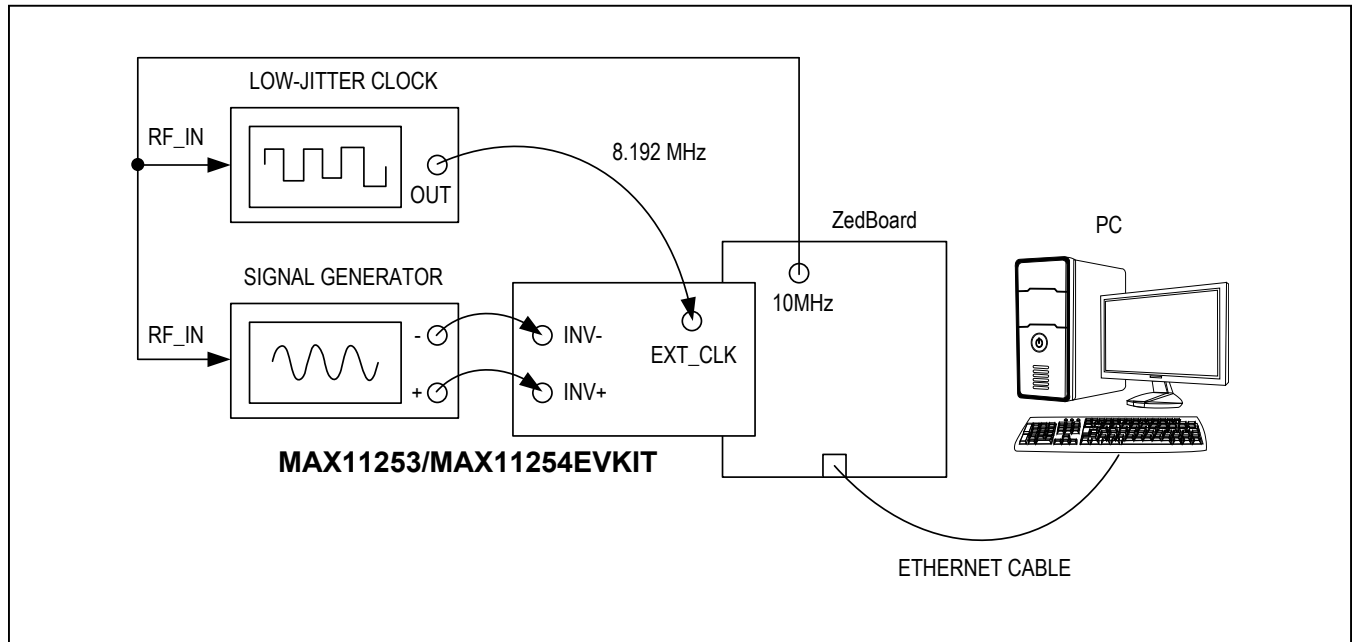 LOW-JITTER CLOCK
RF_IN
OUT
8.192 MHz
ZedBoard
PC
SIGNAL GENERATOR
10MHz
RF_IN
-
INV-
EXT_CLK
+
INV+
MAX11253/MAX11254EVKIT
ETHERNET CABLE